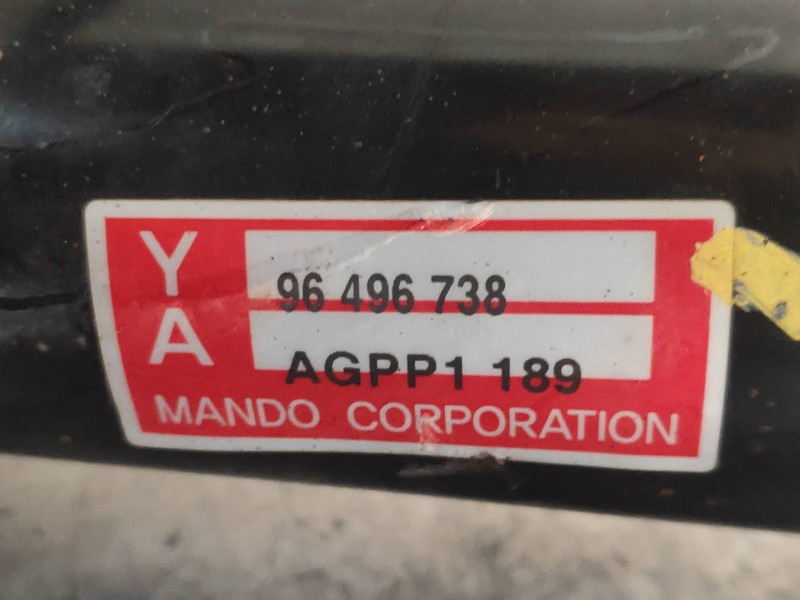 YA
96 496 738
AGPP1 189
MANDO CORPORATION